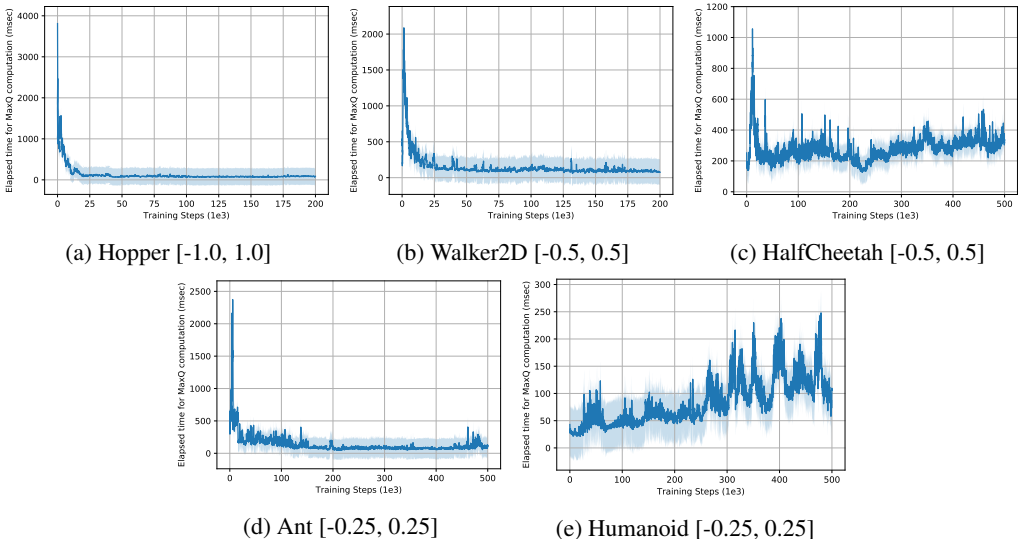 Elapsed time for MaxQ computation (msec)
4000
3000
2000
1000
0
0 25 50 75 100 125 150 175 200
Training Steps (1e3)
(a) Hopper [-1.0, 1.0]
Elapsed time for MaxQ computation (msec)
2000
1500
1000
500
0
0 25 50 75 100 125 150 175 200
Training Steps (1e3)
(b) Walker2D [-0.5, 0.5]
Elapsed time for MaxQ computation (msec)
1200
1000
800
600
400
200
0
0 100 200 300 400 500
Training Steps (1e3)
(c) HalfCheetah [-0.5, 0.5]
Elapsed time for MaxQ computation (msec)
2500
2000
1500
1000
500
0
0 100 200 300 400 500
Training Steps (1e3)
(d) Ant [-0.25, 0.25]
Elapsed time for MaxQ computation (msec)
300
250
200
150
100
50
0
0 100 200 300 400 500
Training Steps (1e3)
(e) Humanoid [-0.25, 0.25]